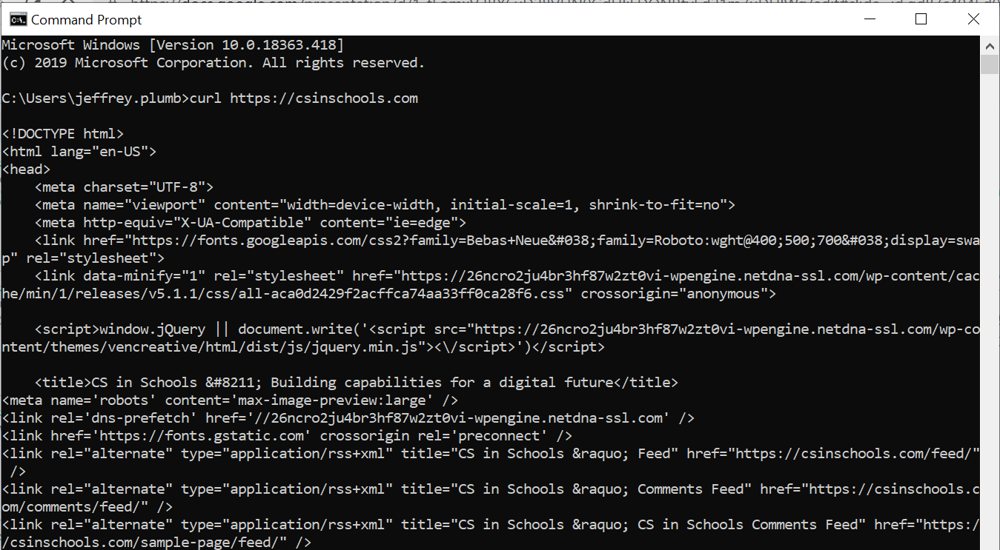 Command Prompt
Microsoft Windows [Version 10.0.18363.418]
(c) 2019 Microsoft Corporation. All rights reserved.
C:\Users\jeffrey.plumb>curl https://csinschools.com
<!DOCTYPE html>
<html lang="en-US">
<head>
    <meta charset="UTF-8">
    <meta name="viewport" content="width=device-width, initial-scale=1, shrink-to-fit=no">
    <meta http-equiv="X-UA-Compatible" content="ie=edge">
    <link href="https://fonts.googleapis.com/css2?family=Bebas+Neue&#038;family=Roboto:wght@400;500;700&#038;display=swa
p" rel="stylesheet">
    <link data-minify="1" rel="stylesheet" href="https://26ncro2ju4br3hf87w2zt0vi-wpengine.netdna-ssl.com/wp-content/cac
he/min/1/releases/v5.1.1/css/all-aca0d2429f2acffca74aa33ff0ca28f6.css" crossorigin="anonymous">
    <script>window.jQuery || document.write('<script src="https://26ncro2ju4br3hf87w2zt0vi-wpengine.netdna-ssl.com/wp-co
ntent/themes/vencreative/html/dist/js/jquery.min.js"><\/script>')</script>
    <title>CS in Schools &#8211; Building capabilities for a digital future</title>
<meta name='robots' content='max-image-preview:large' />
<link rel='dns-prefetch' href='//26ncro2ju4br3hf87w2zt0vi-wpengine.netdna-ssl.com' />
<link href='https://fonts.gstatic.com' crossorigin rel='preconnect' />
<link rel="alternate" type="application/rss+xml" title="CS in Schools &raquo; Feed" href="https://csinschools.com/feed/"
 />
<link rel="alternate" type="application/rss+xml" title="CS in Schools &raquo; Comments Feed" href="https://csinschools.c
om/comments/feed/" />
<link rel="alternate" type="application/rss+xml" title="CS in Schools &raquo; CS in Schools Comments Feed" href="https:/
/csinschools.com/sample-page/feed/" />